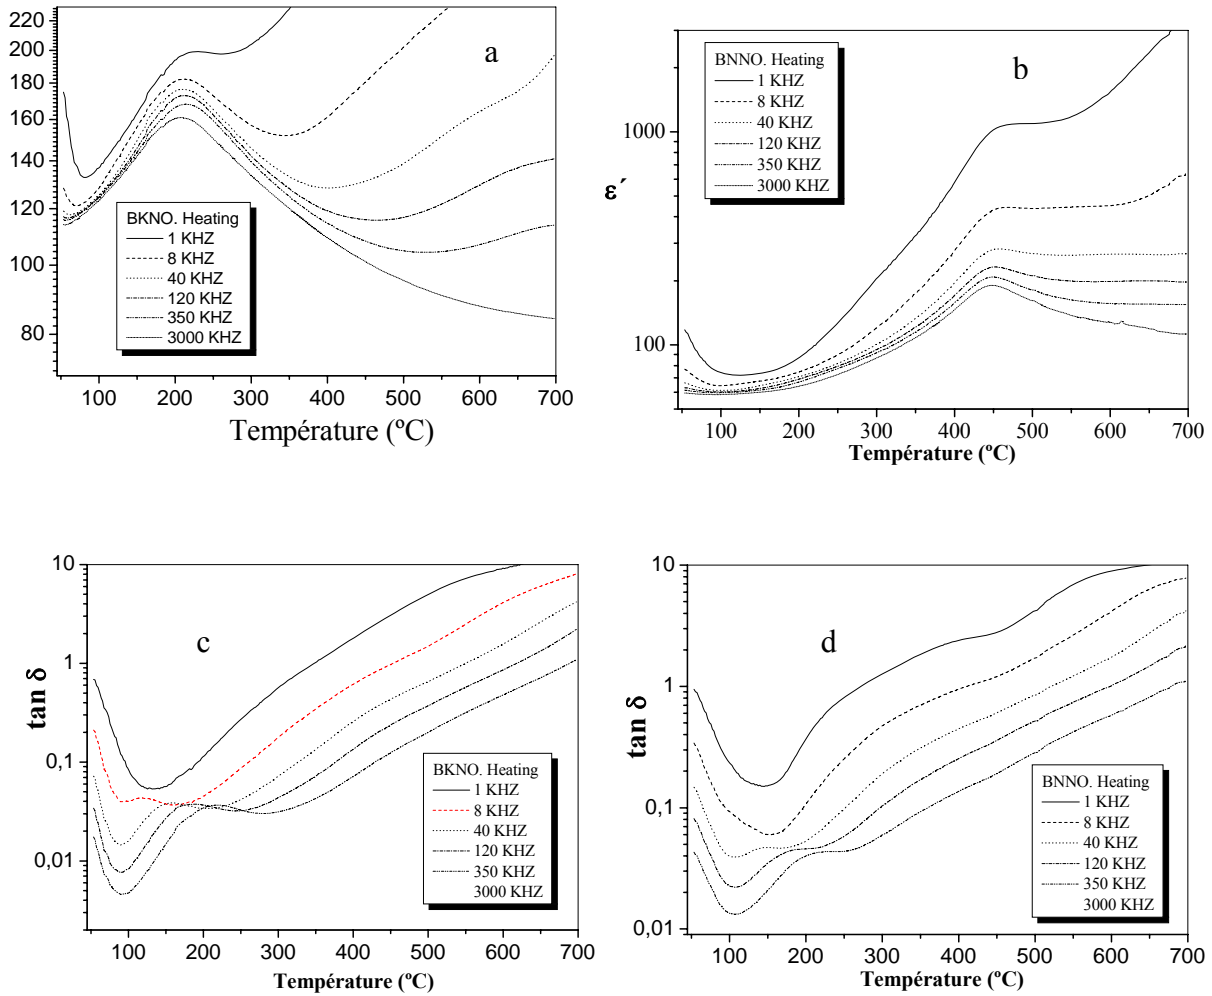 220
200
180
160
140
120
100
80
a
BKNO. Heating
1 KHZ
8 KHZ
40 KHZ
120 KHZ
350 KHZ
3000 KHZ
100 200 300 400 500 600 700
Température (ºC)
1000
100
ε´
b
BNNO. Heating
1 KHZ
8 KHZ
40 KHZ
120 KHZ
350 KHZ
3000 KHZ
100 200 300 400 500 600 700
Température (ºC)
10
1
0,1
0,01
tan δ
c
BKNO. Heating
1 KHZ
8 KHZ
40 KHZ
120 KHZ
350 KHZ
3000 KHZ
100 200 300 400 500 600 700
Température (ºC)
10
1
0,1
0,01
tan δ
d
BNNO. Heating
1 KHZ
8 KHZ
40 KHZ
120 KHZ
350 KHZ
3000 KHZ
100 200 300 400 500 600 700
Température (ºC)